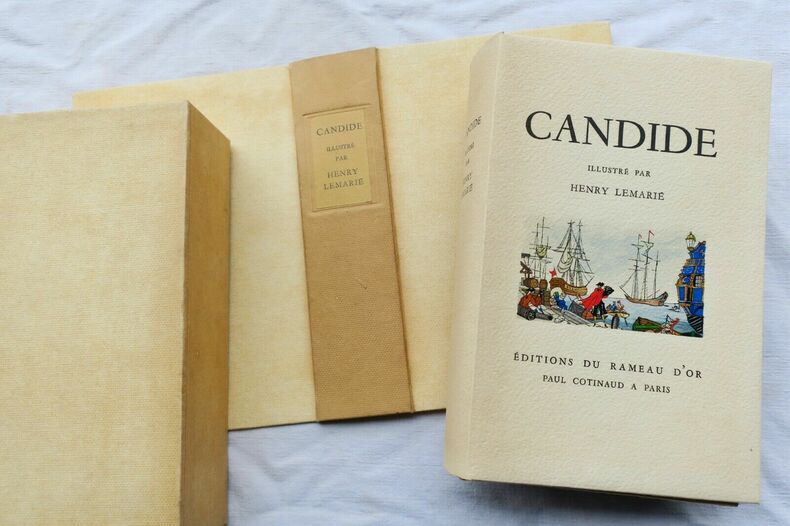 CANDIDE
ILLUSTRÉ
PAR
HENRY
LEMARIÉ
CANDIDE
ILLUSTRÉ PAR
HENRY LEMARIÉ
ÉDITIONS DU RAMEAU D'OR
PAUL COTINAUD A PARIS